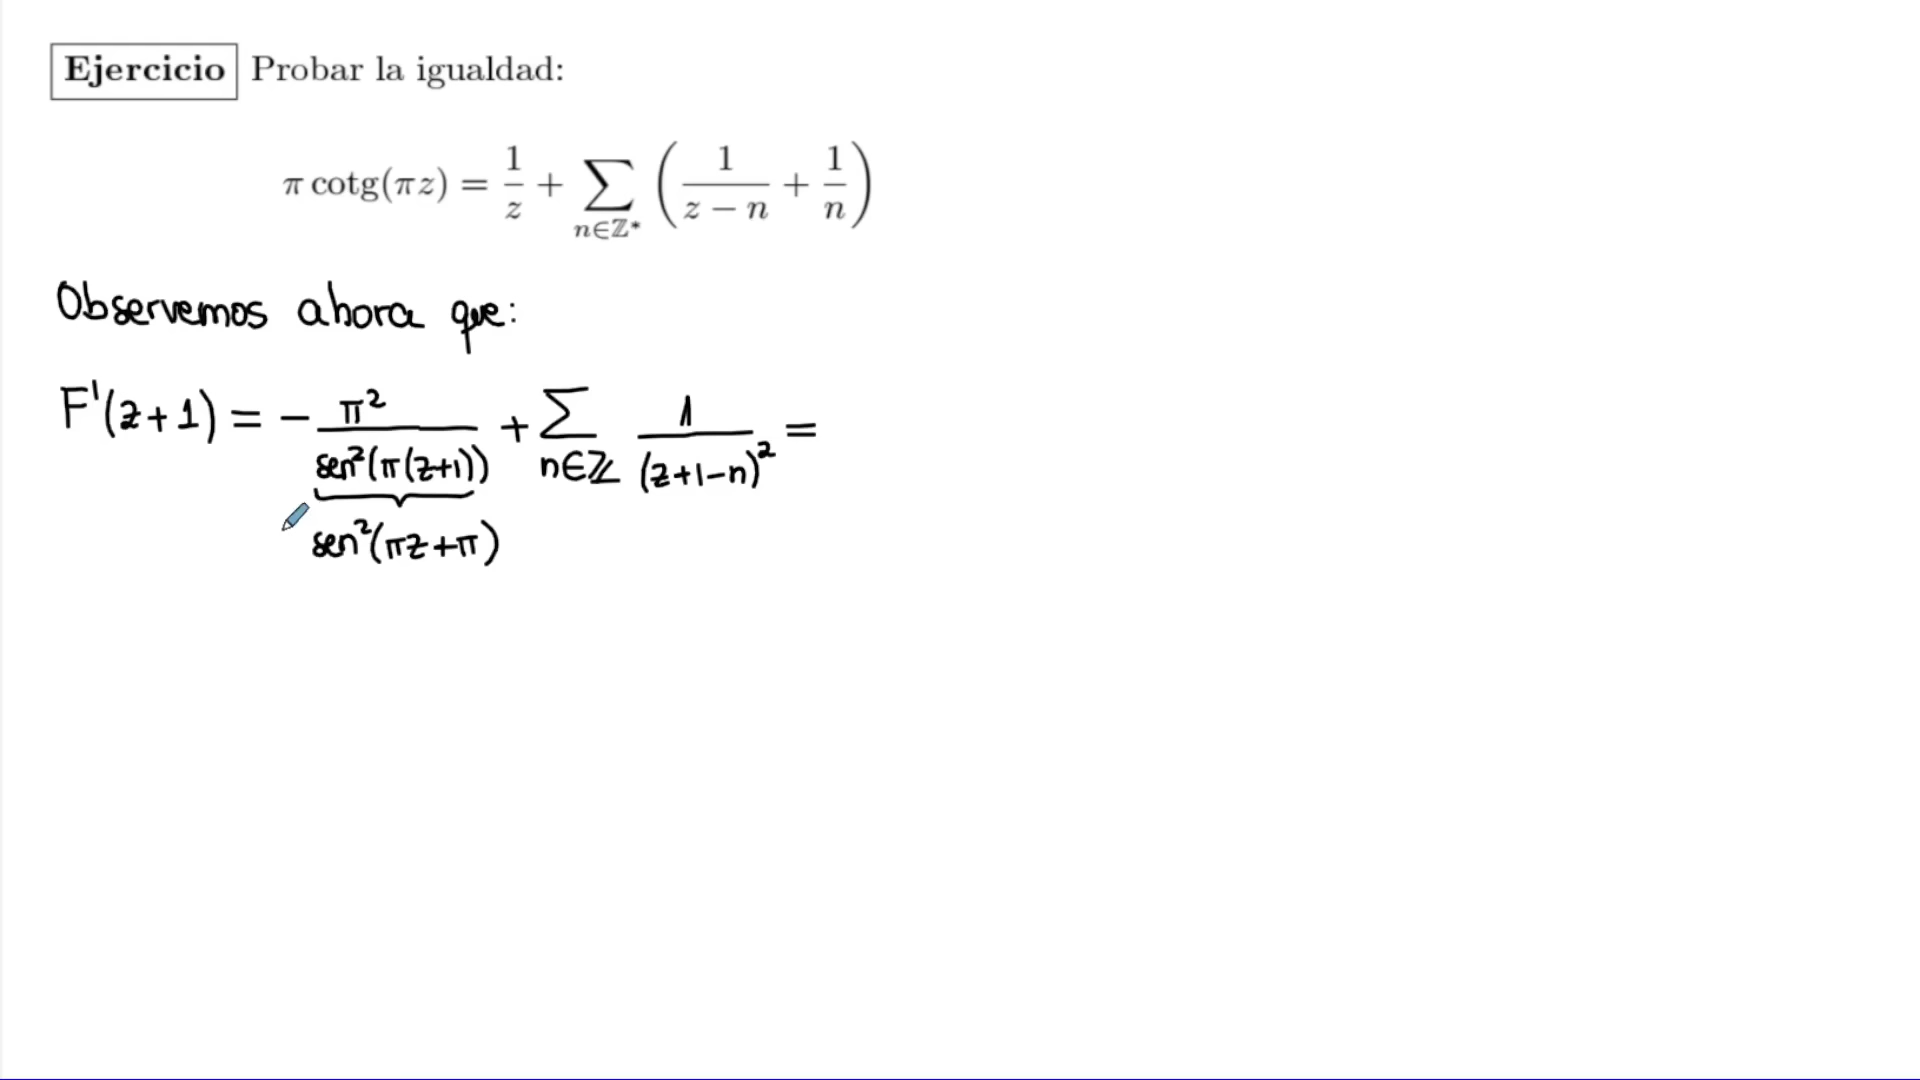 Ejercicio Probar la igualdad:
π cotg(πz) = 1/z + ∑_{n∈ℤ*} (1/(z − n) + 1/n)
Observemos ahora que:
F'(z+1) = − π²/sen²(π(z+1)) + ∑_{n∈ℤ} 1/(z+1−n)² =
sen²(πz+π)